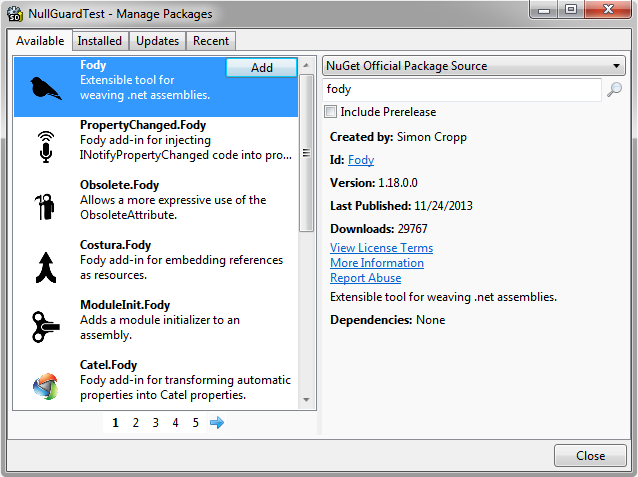 NullGuardTest - Manage Packages
Available
Installed
Updates
Recent
Fody
Add
Extensible tool for
weaving .net assemblies.
PropertyChanged.Fody
Fody add-in for injecting
INotifyPropertyChanged code into pro...
Obsolete.Fody
Allows a more expressive use of the
ObsoleteAttribute.
Costura.Fody
Fody add-in for embedding references
as resources.
ModuleInit.Fody
Adds a module initializer to an
assembly.
Catel.Fody
Fody add-in for transforming automatic
properties into Catel properties.
1 2 3 4 5
NuGet Official Package Source
fody
Include Prerelease
Created by: Simon Cropp
Id: Fody
Version: 1.18.0.0
Last Published: 11/24/2013
Downloads: 29767
View License Terms
More Information
Report Abuse
Extensible tool for weaving .net assemblies.
Dependencies: None
Close